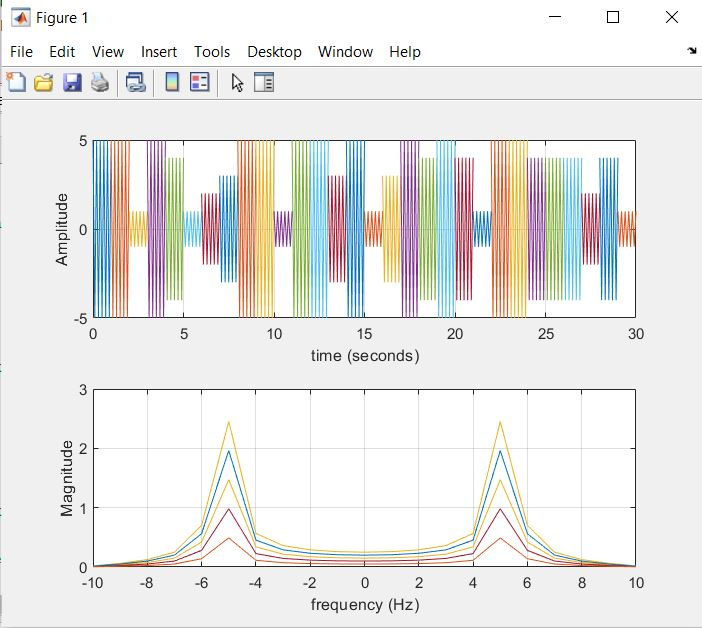 Figure 1
File Edit View Insert Tools Desktop Window Help
5
0
-5
Amplitude
0 5 10 15 20 25 30
time (seconds)
3
2
1
0
Magnitude
-10 -8 -6 -4 -2 0 2 4 6 8 10
frequency (Hz)